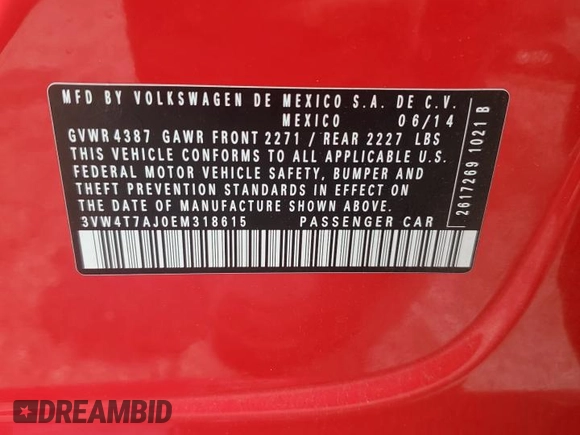 MFD BY VOLKSWAGEN DE MEXICO S.A. DE C.V.
MEXICO 06/14
GVWR 4387 GAWR FRONT 2271 / REAR 2227 LBS
THIS VEHICLE CONFORMS TO ALL APPLICABLE U.S.
FEDERAL MOTOR VEHICLE SAFETY, BUMPER AND
THEFT PREVENTION STANDARDS IN EFFECT ON
THE DATE OF MANUFACTURE SHOWN ABOVE.
3VW4T7AJ0EM318615 PASSENGER CAR
2617269 1021 B
DREAMBID